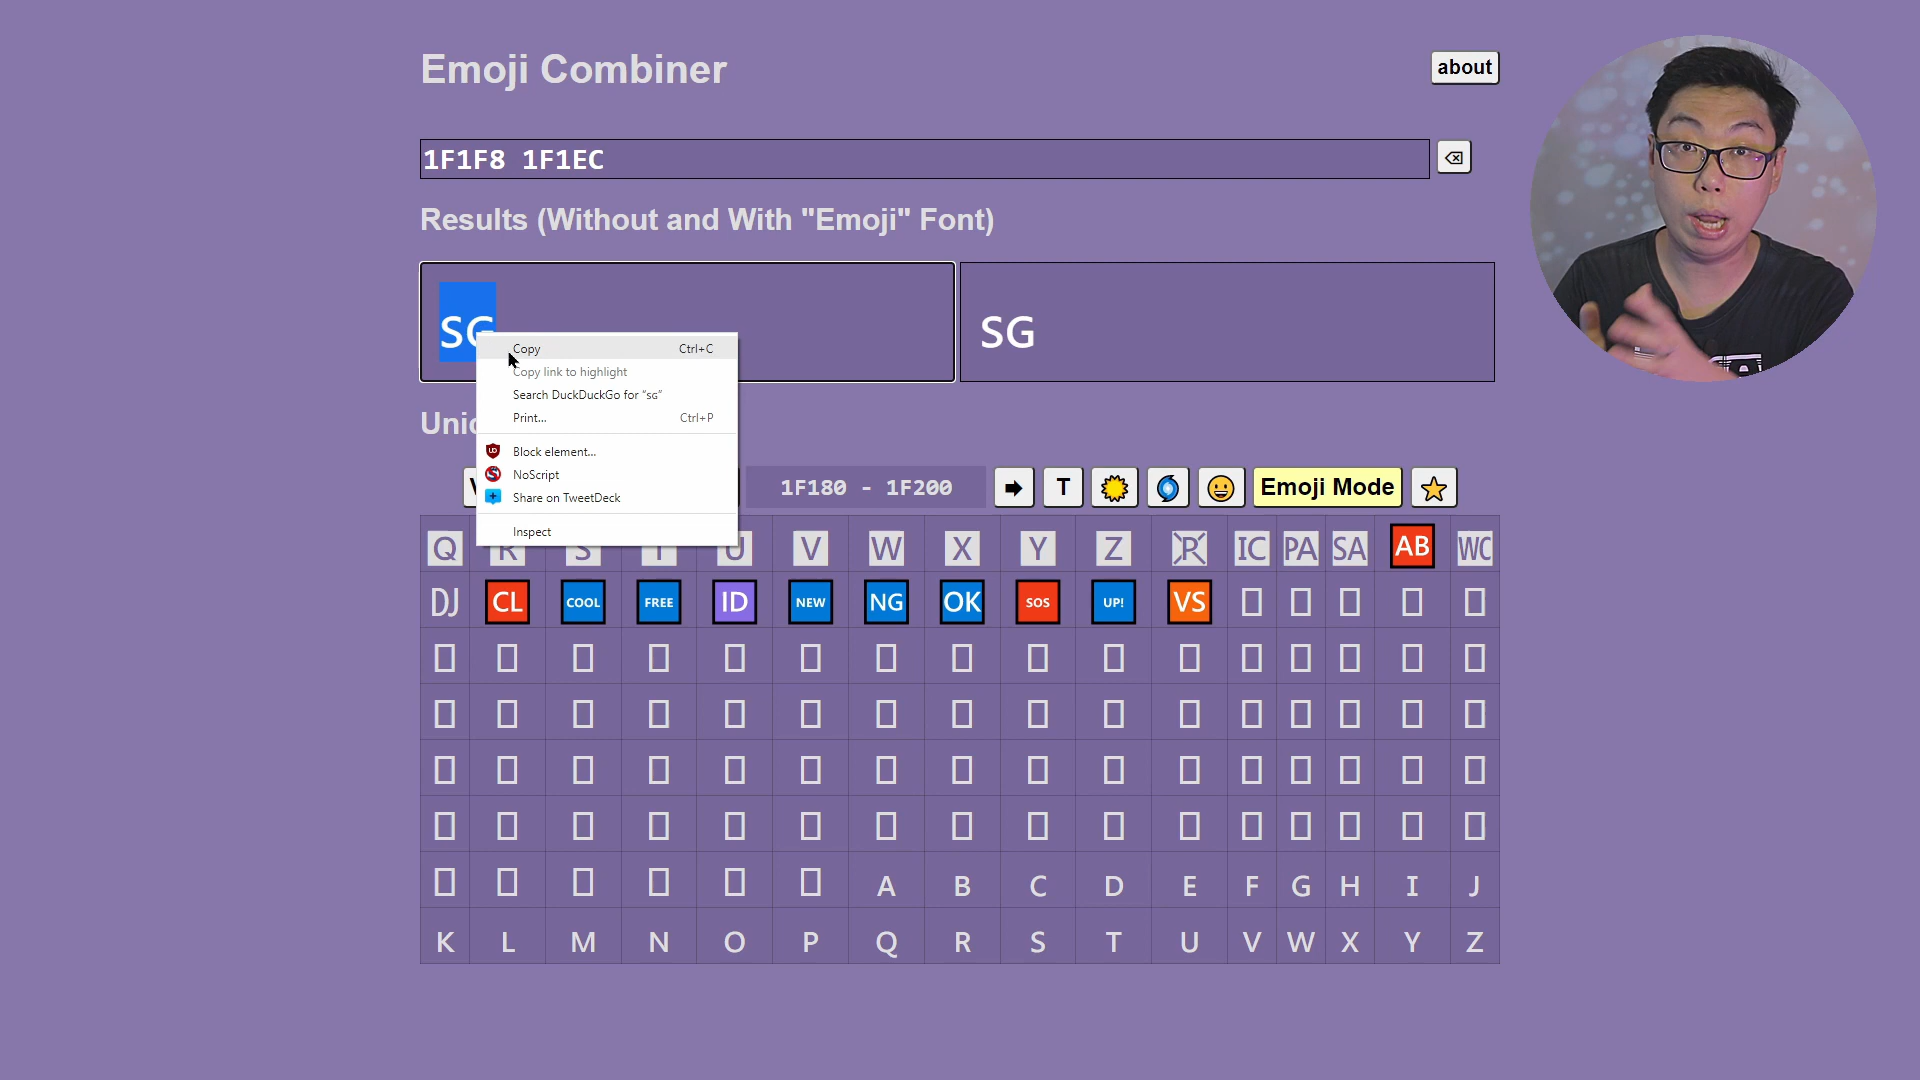 Emoji Combiner
about
1F1F8 1F1EC
Results (Without and With "Emoji" Font)
SG
SG
Copy Ctrl+C
Copy link to highlight
Search DuckDuckGo for “SG”
Print... Ctrl+P
Block element...
NoScript
Share on TweetDeck
Inspect
1F180 - 1F200
T
Emoji Mode
Q R S T U V W X Y Z R IC PA SA AB WC
DJ CL COOL FREE ID NEW NG OK SOS UP! VS
A B C D E F G H I J
K L M N O P Q R S T U V W X Y Z